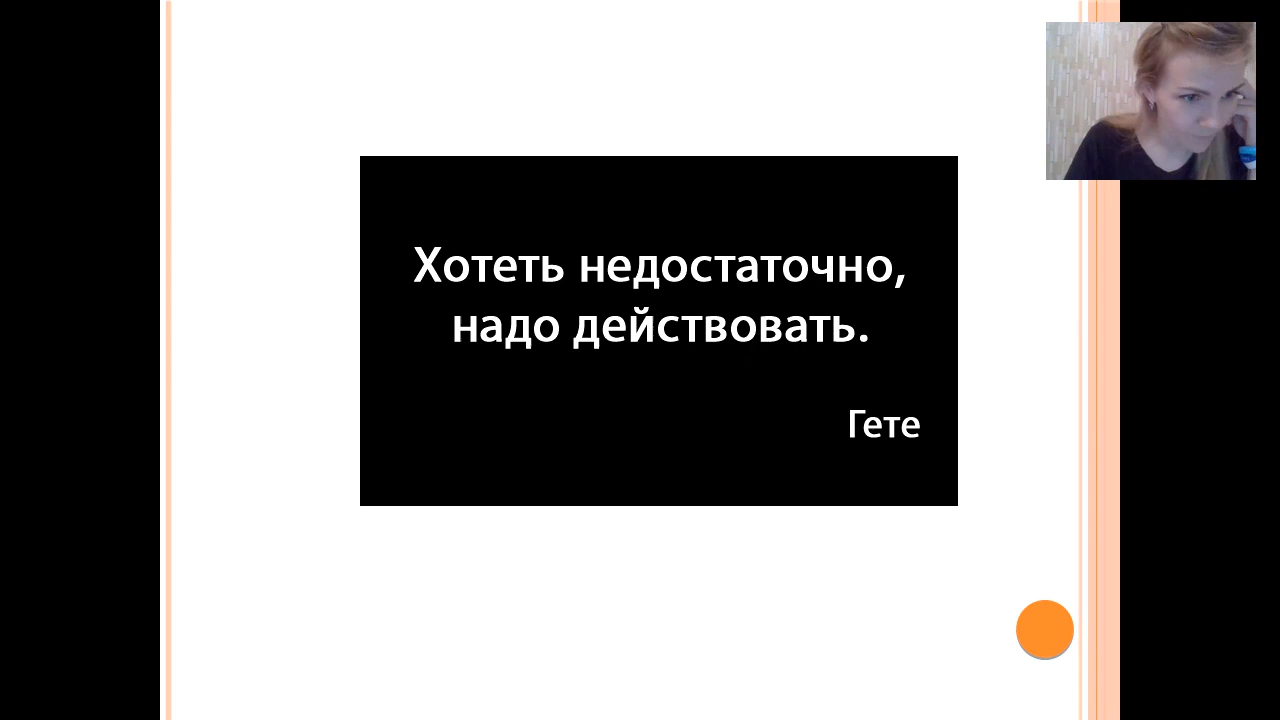 Хотеть недостаточно,
надо действовать.
Гете